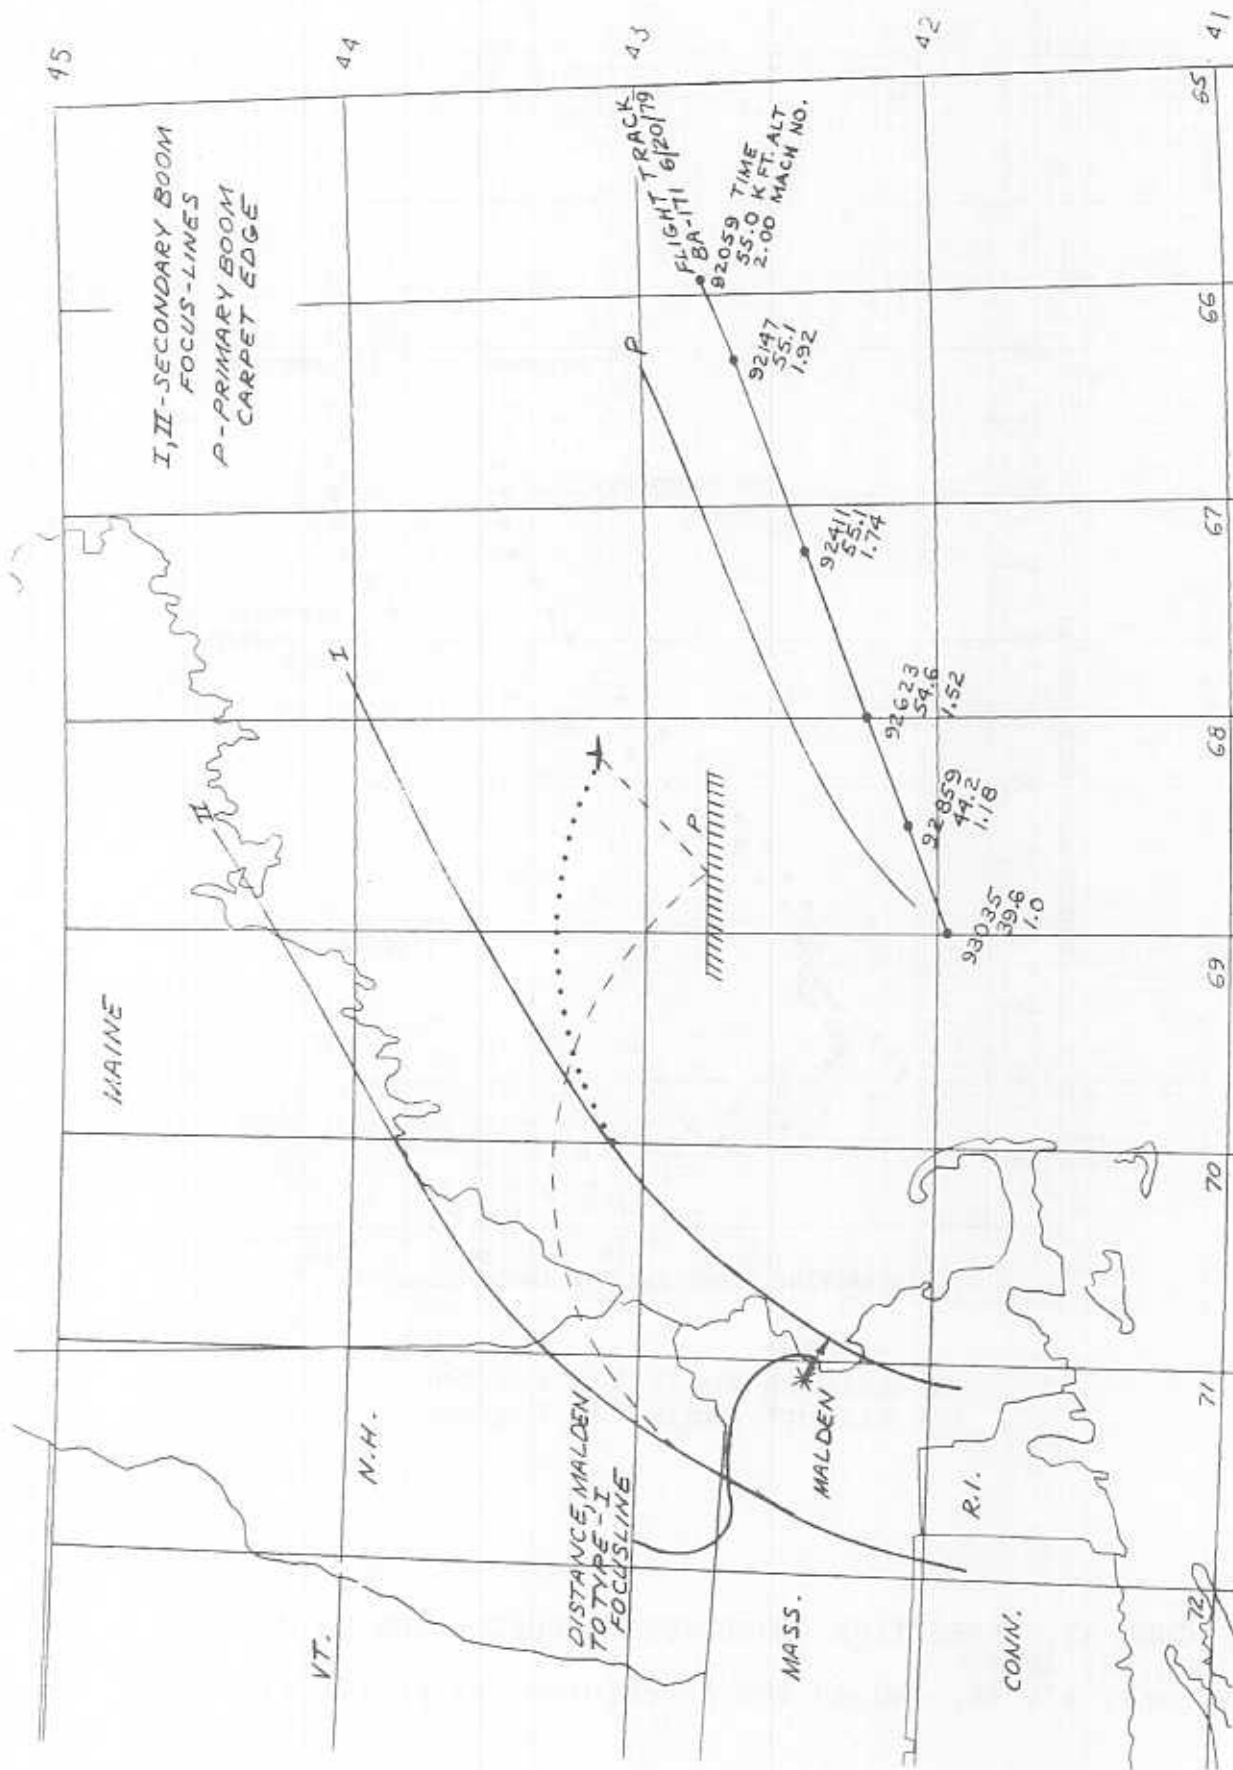 45
44
43
42
41
I, II-SECONDARY BOOM
FOCUS-LINES
P-PRIMARY BOOM
CARPET EDGE
FLIGHT TRACK
BA-171 6/20/79
92059 TIME
55.0 K FT. ALT
2.00 MACH NO.
92147
55.1
1.92
92411
55.1
1.74
92623
54.6
1.52
92859
44.2
1.18
93035
39.6
1.0
P
I
II
P
MAINE
N.H.
VT.
DISTANCE, MALDEN
TO TYPE-I
FOCUSLINE
MALDEN
MASS.
R.I.
CONN.
72
71
70
69
68
67
66
65